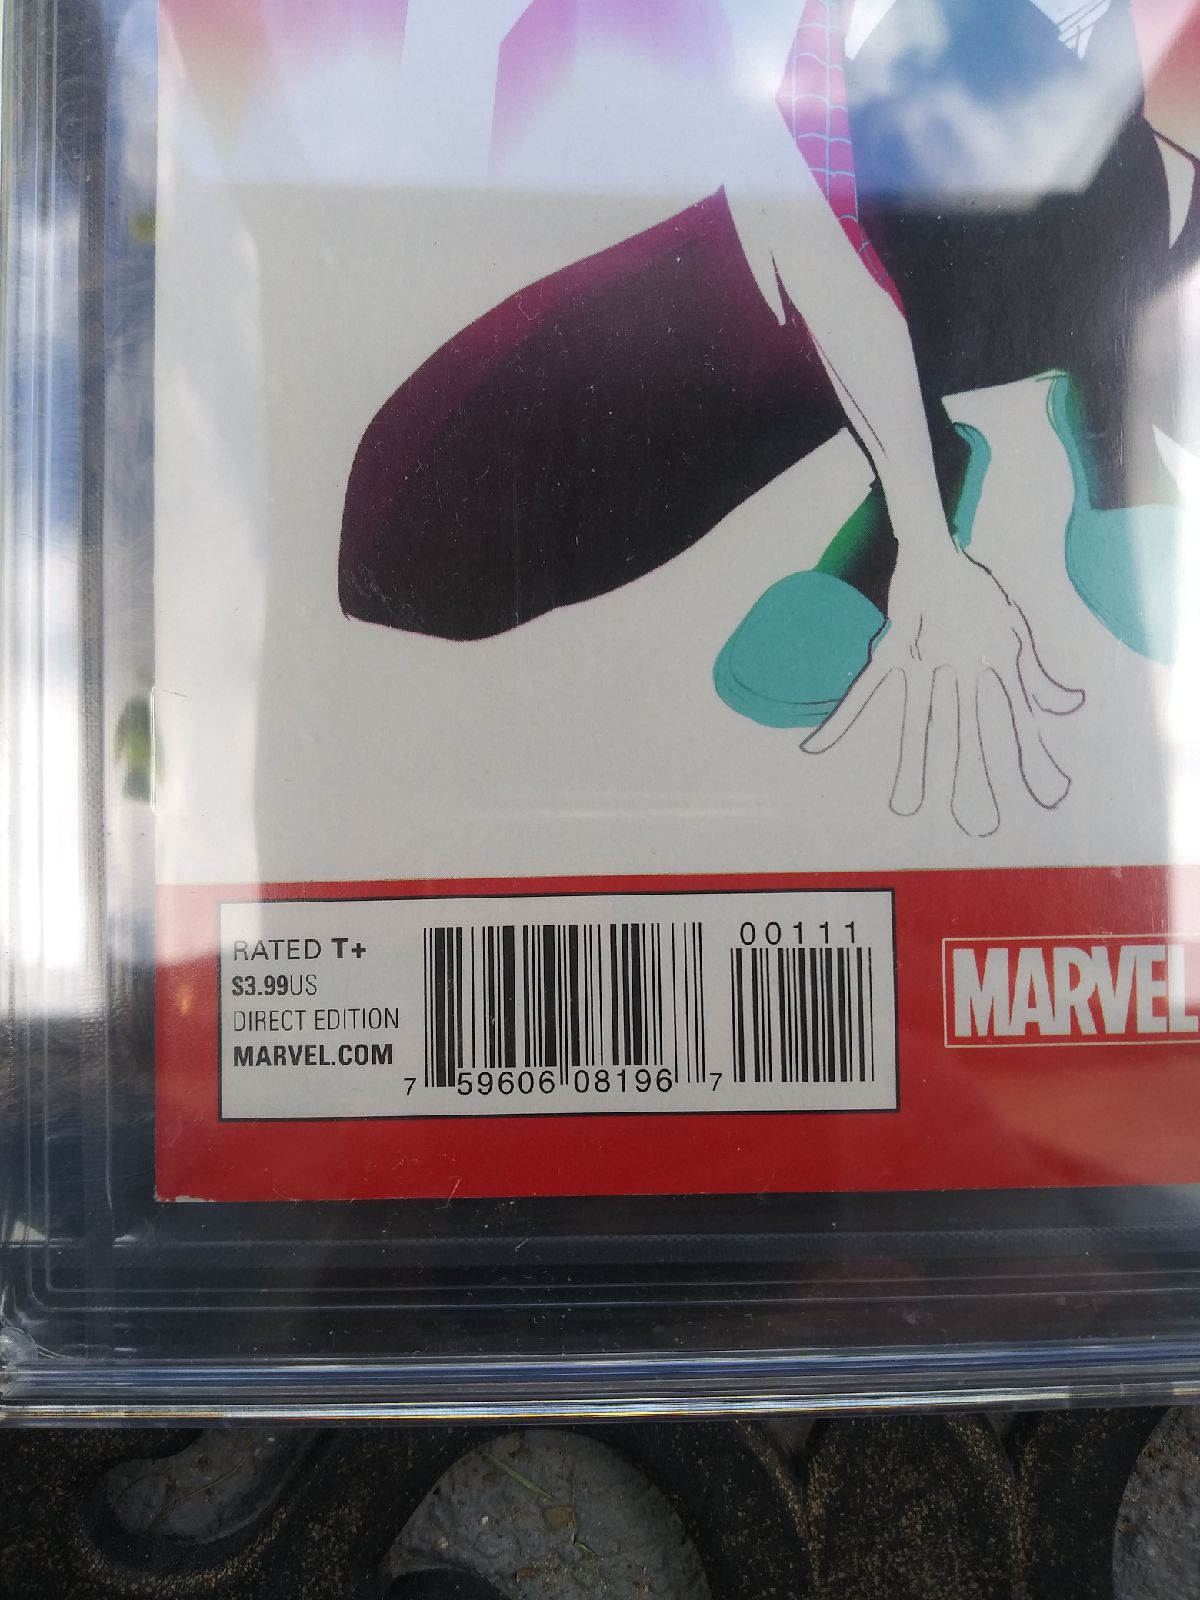 RATED T+
$3.99US
DIRECT EDITION
MARVEL.COM
7 59606 08196 7
00111
MARVEL